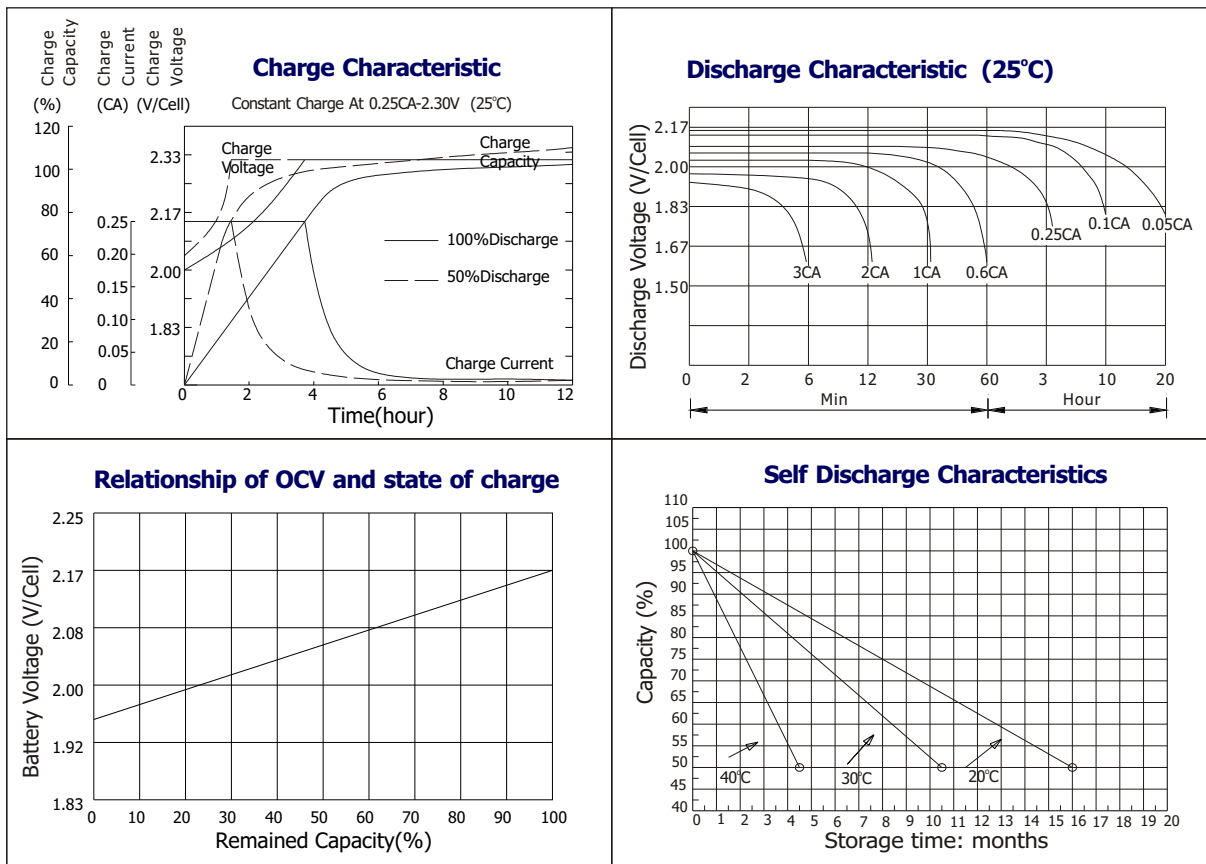 Charge Capacity
Charge Current
Charge Voltage
(%)
(CA)
(V/Cell)
Charge Characteristic
Constant Charge At 0.25CA-2.30V (25°C)
120
100
80
60
40
20
0
0.25
0.20
0.15
0.10
0.05
0
2.33
2.17
2.00
1.83
Charge Voltage
Charge Capacity
100%Discharge
50%Discharge
Charge Current
0 2 4 6 8 10 12
Time(hour)
Discharge Characteristic (25°C)
Discharge Voltage (V/Cell)
2.17
2.00
1.83
1.67
1.50
3CA
2CA
1CA
0.6CA
0.25CA
0.1CA
0.05CA
0 2 6 12 30 60 3 10 20
Min
Hour
Relationship of OCV and state of charge
Battery Voltage (V/Cell)
2.25
2.17
2.08
2.00
1.92
1.83
0 10 20 30 40 50 60 70 80 90 100
Remained Capacity(%)
Self Discharge Characteristics
Capacity (%)
110
105
100
95
90
85
80
75
70
65
60
55
50
45
40
40°C
30°C
20°C
0 1 2 3 4 5 6 7 8 9 10 11 12 13 14 15 16 17 18 19 20
Storage time: months